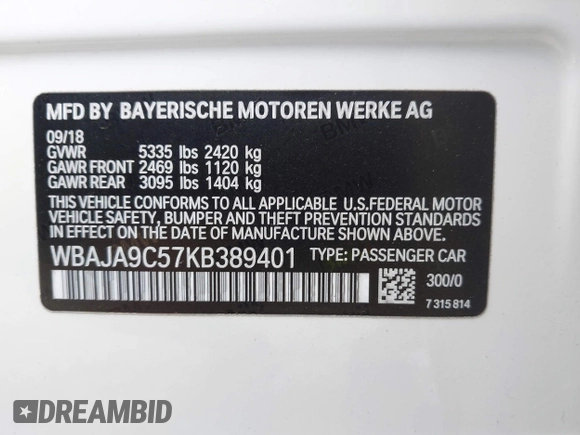 MFD BY BAYERISCHE MOTOREN WERKE AG
09/18
GVWR 5335 lbs 2420 kg
GAWR FRONT 2469 lbs 1120 kg
GAWR REAR 3095 lbs 1404 kg
THIS VEHICLE CONFORMS TO ALL APPLICABLE U.S.FEDERAL MOTOR
VEHICLE SAFETY, BUMPER AND THEFT PREVENTION STANDARDS
IN EFFECT ON THE DATE OF MANUFACTURE SHOWN ABOVE.
WBAJA9C57KB389401 TYPE: PASSENGER CAR
300/0
7 315 814
DREAMBID